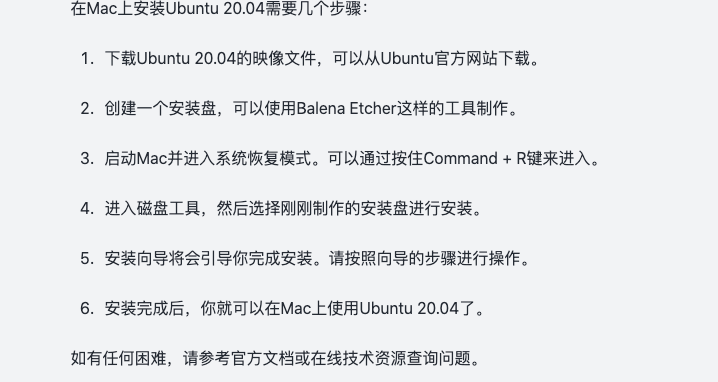 在Mac上安装Ubuntu 20.04需要几个步骤：
1. 下载Ubuntu 20.04的映像文件，可以从Ubuntu官方网站下载。
2. 创建一个安装盘，可以使用Balena Etcher这样的工具制作。
3. 启动Mac并进入系统恢复模式。可以通过按住Command + R键来进入。
4. 进入磁盘工具，然后选择刚刚制作的安装盘进行安装。
5. 安装向导将会引导你完成安装。请按照向导的步骤进行操作。
6. 安装完成后，你就可以在Mac上使用Ubuntu 20.04了。
如有任何困难，请参考官方文档或在线技术资源查询问题。